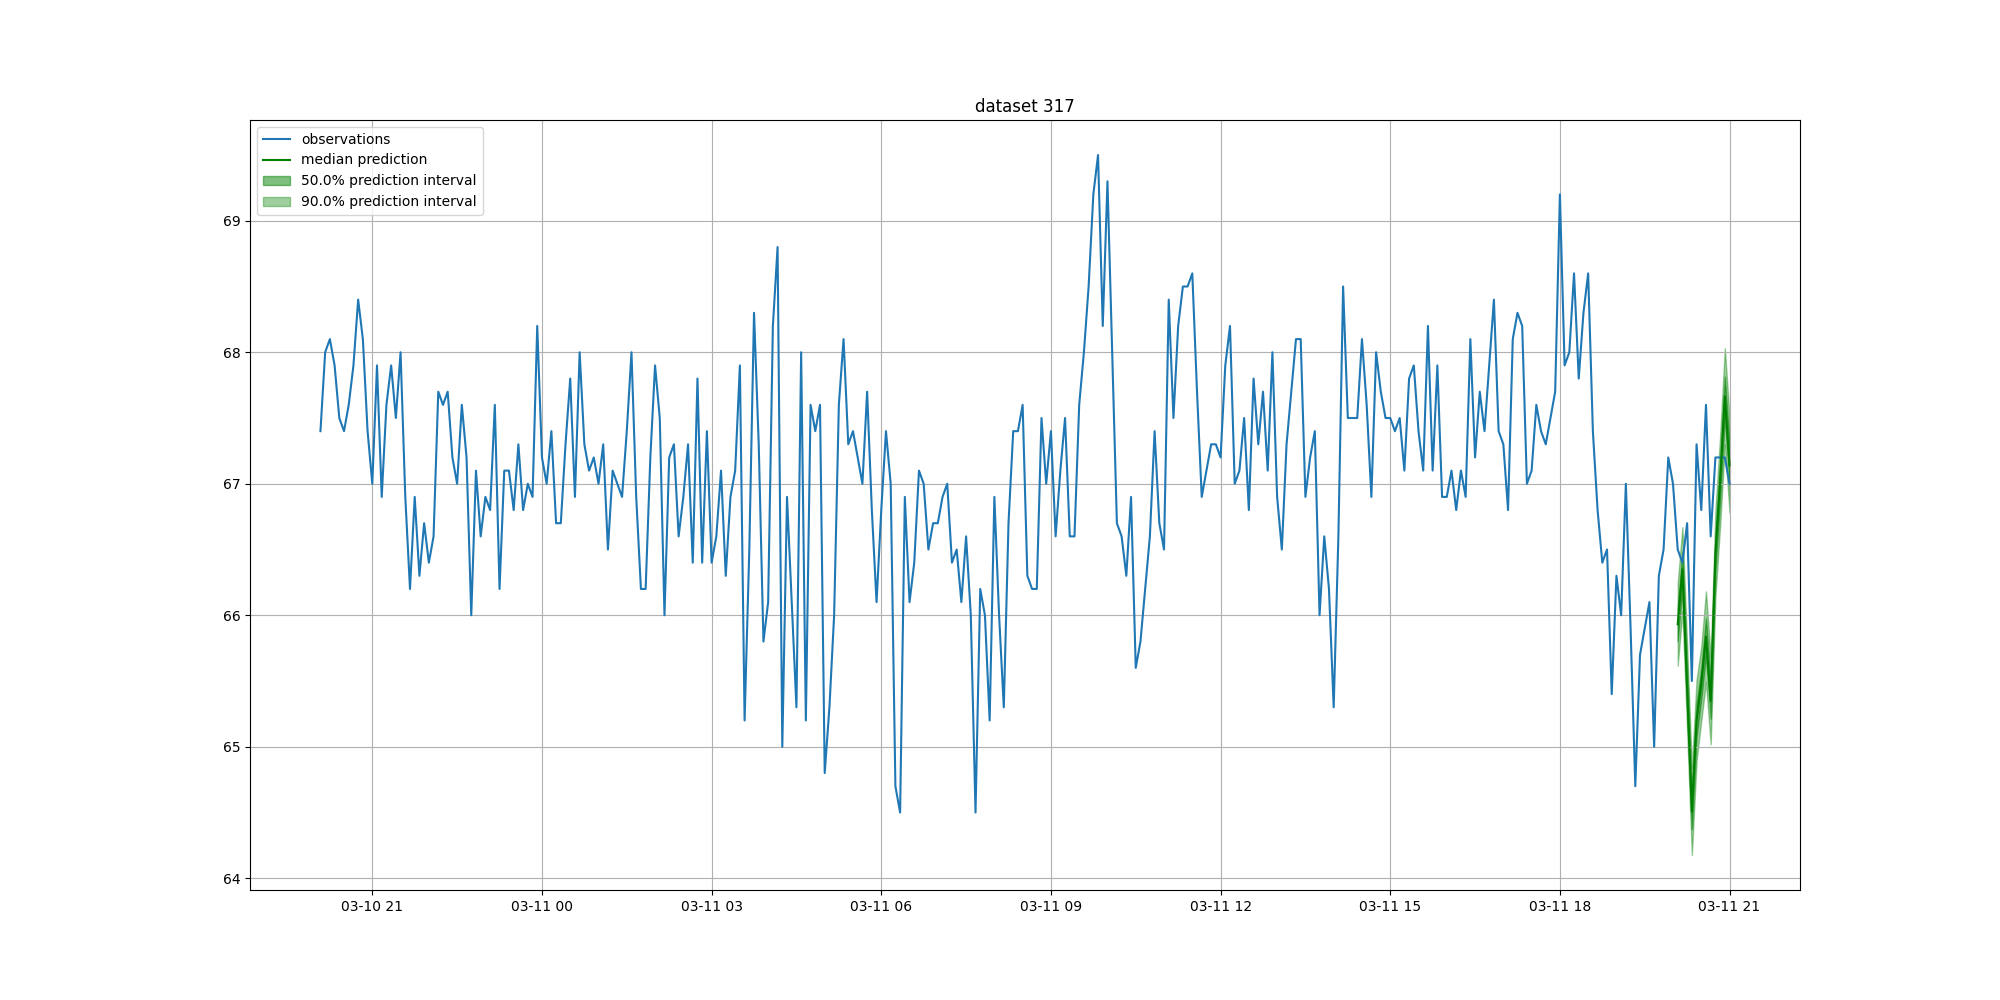 dataset 317
observations
median prediction
50.0% prediction interval
90.0% prediction interval
69
68
67
66
65
64
03-10 21 03-11 00 03-11 03 03-11 06 03-11 09 03-11 12 03-11 15 03-11 18 03-11 21